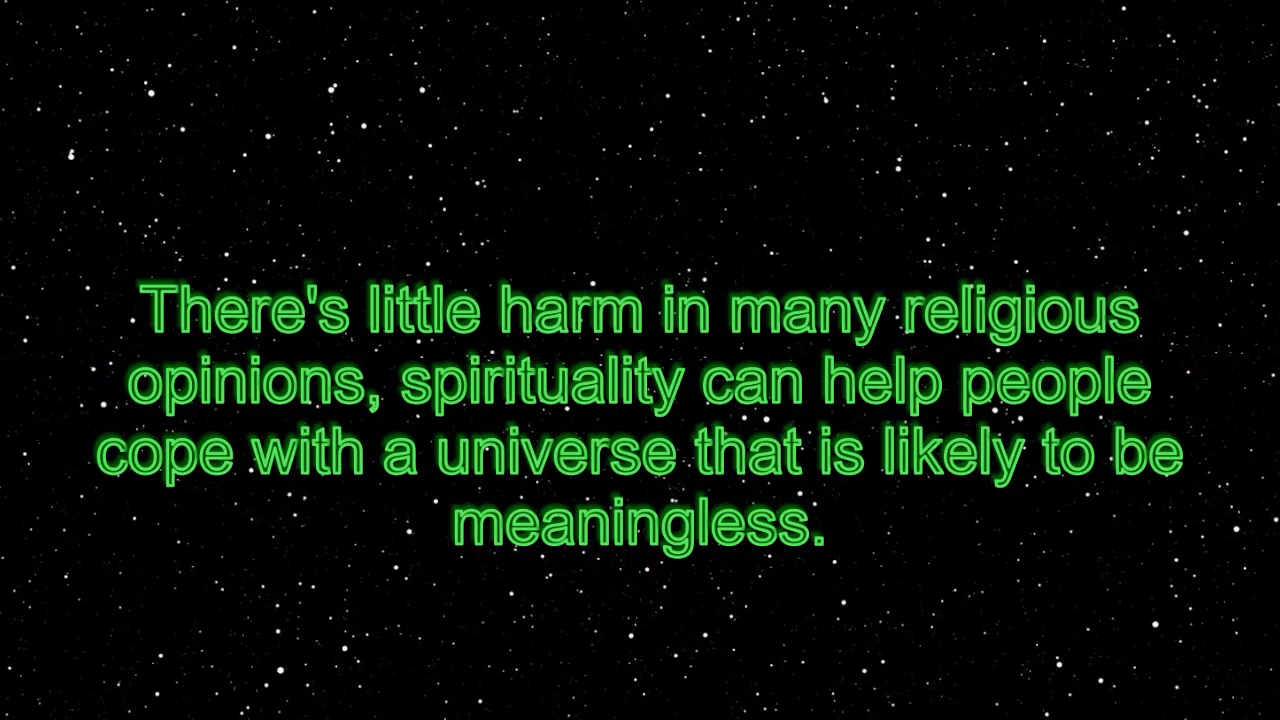 There's little harm in many religious
opinions, spirituality can help people
cope with a universe that is likely to be
meaningless.